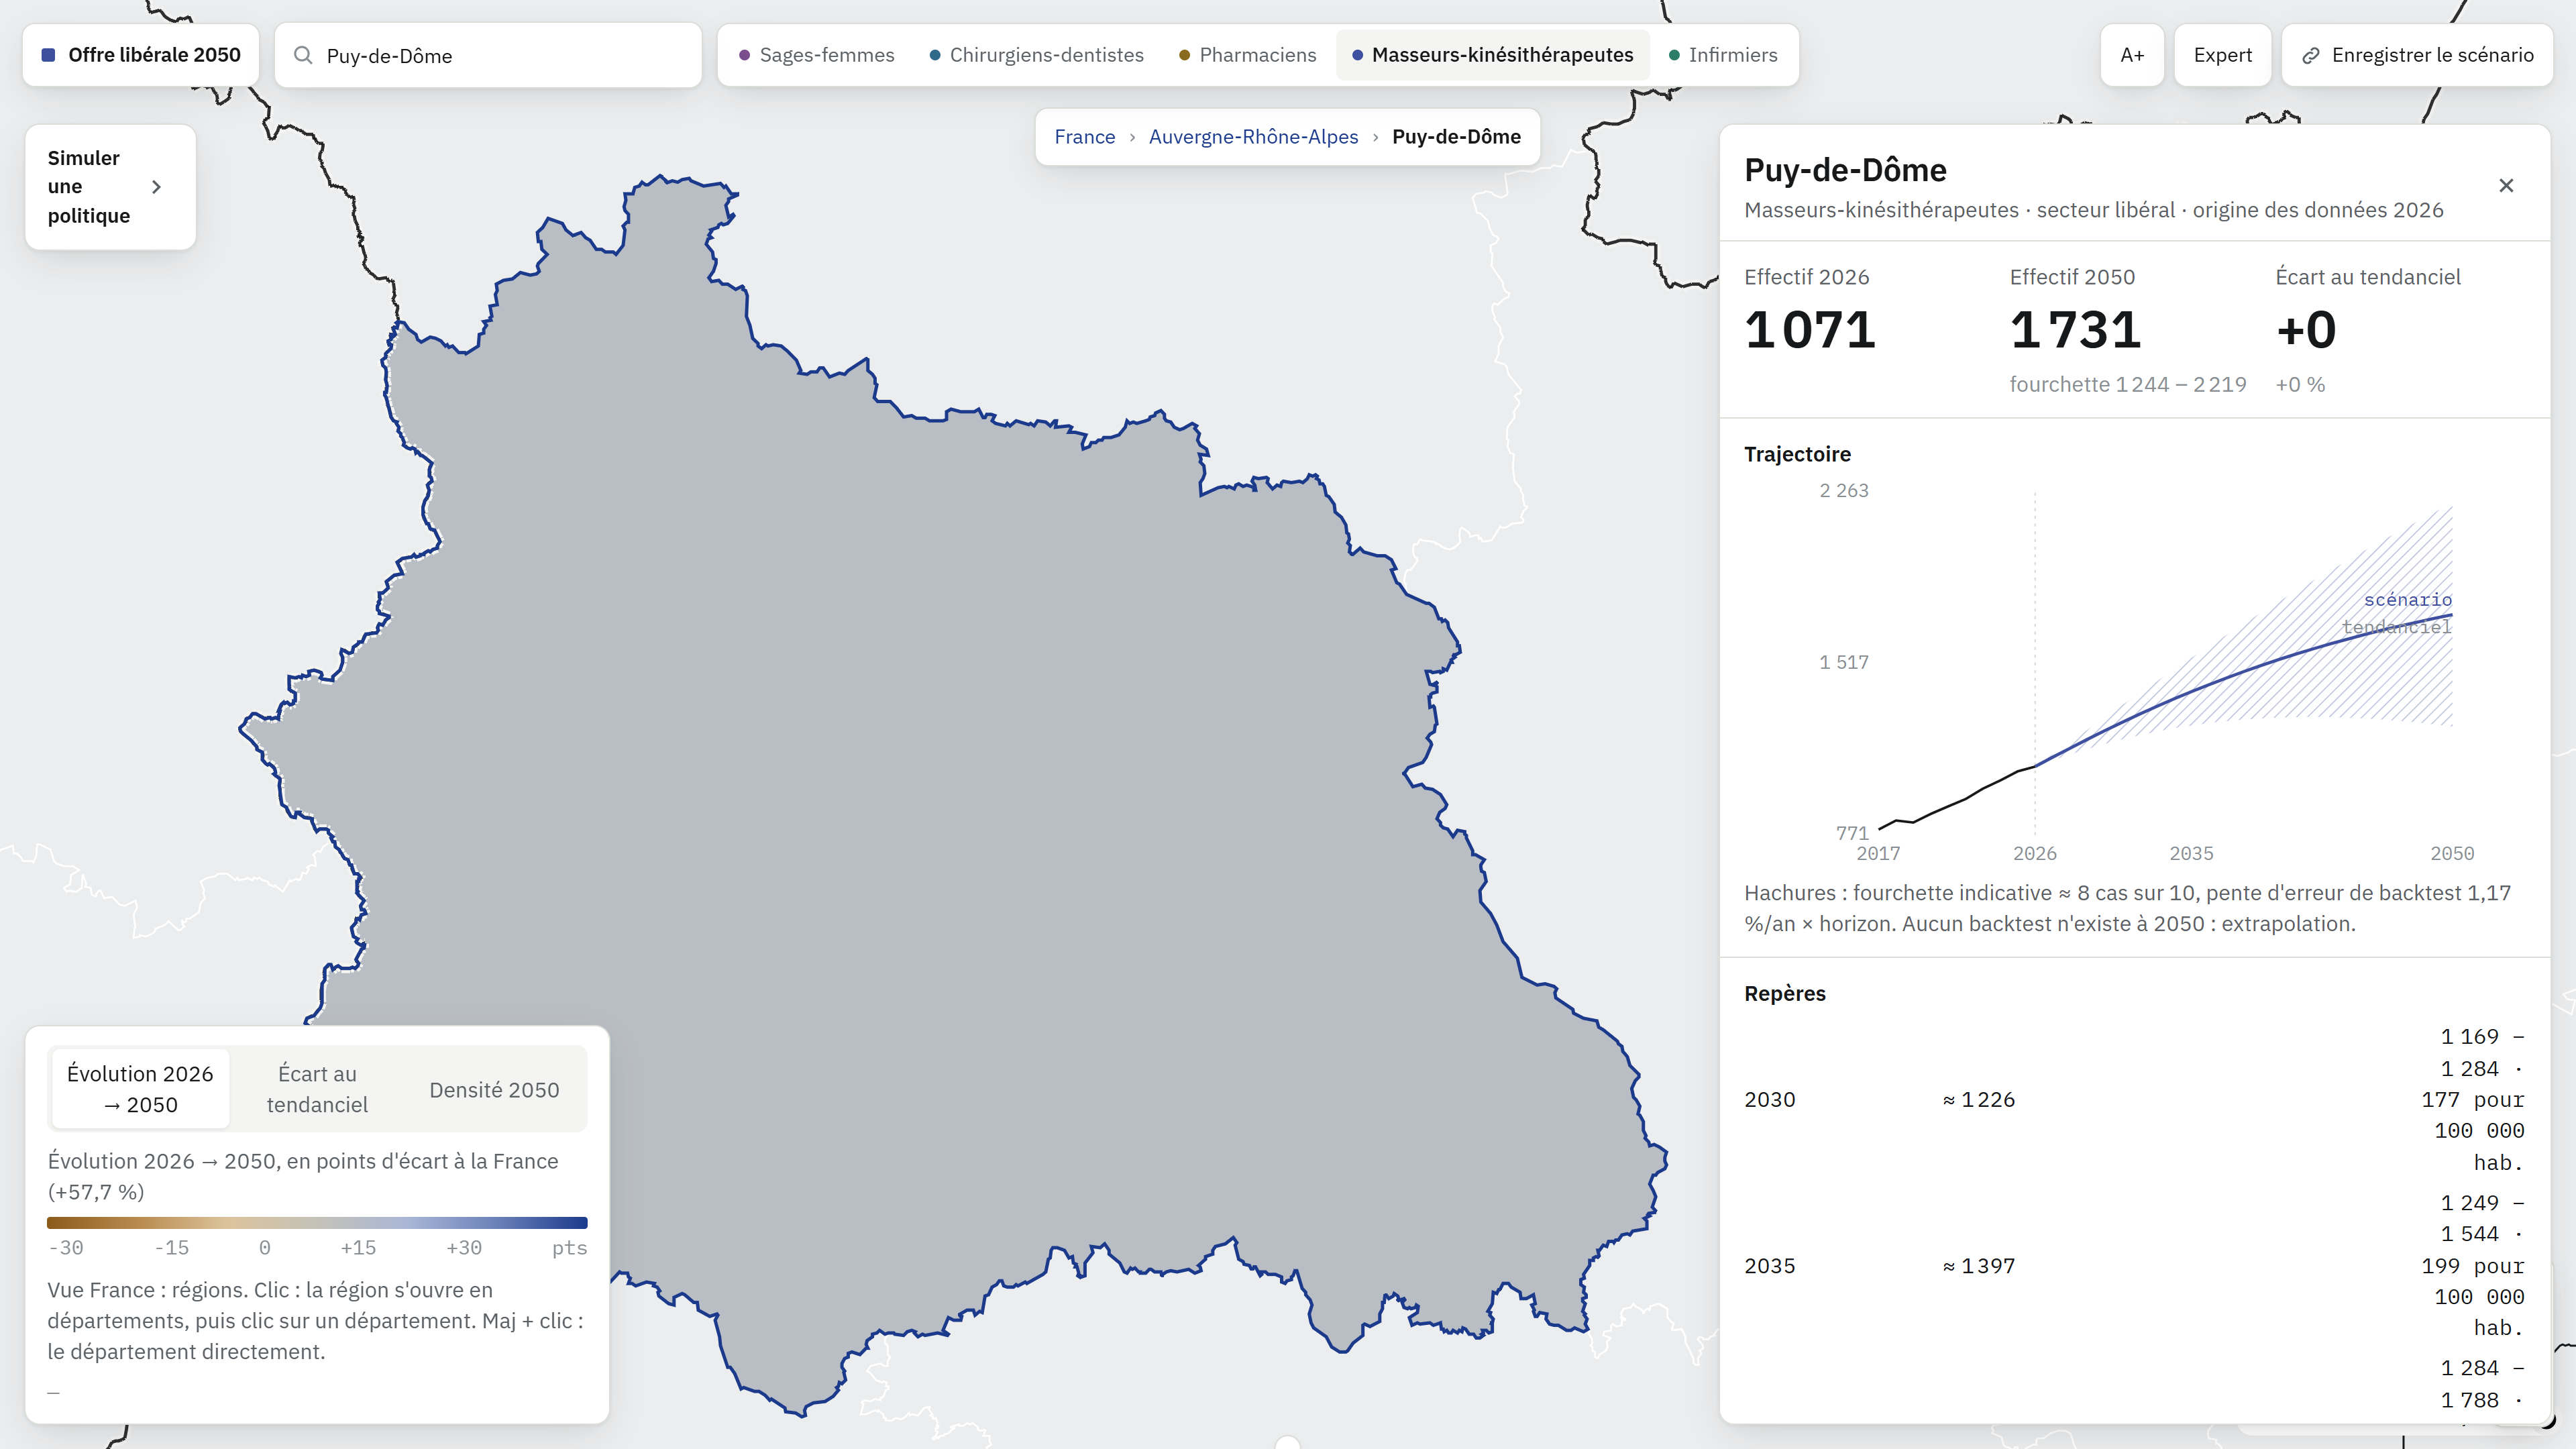 Offre libérale 2050
Puy-de-Dôme
Sages-femmes
Chirurgiens-dentistes
Pharmaciens
Masseurs-kinésithérapeutes
Infirmiers
A+
Expert
Enregistrer le scénario
Simuler
une
politique
France › Auvergne-Rhône-Alpes › Puy-de-Dôme
Puy-de-Dôme
Masseurs-kinésithérapeutes · secteur libéral · origine des données 2026
Effectif 2026
1 071
Effectif 2050
1 731
fourchette 1 244 – 2 219
Écart au tendanciel
+0
+0 %
Trajectoire
2 263
1 517
771
scénario
tendanciel
2017
2026
2035
2050
Hachures : fourchette indicative ≈ 8 cas sur 10, pente d'erreur de backtest 1,17
%/an × horizon. Aucun backtest n'existe à 2050 : extrapolation.
Repères
2030
≈ 1 226
1 169 –
1 284 ·
177 pour
100 000
hab.
2035
≈ 1 397
1 249 –
1 544 ·
199 pour
100 000
hab.
1 284 –
1 788 ·
Évolution 2026
→ 2050
Écart au
tendanciel
Densité 2050
Évolution 2026 → 2050, en points d'écart à la France
(+57,7 %)
-30
-15
0
+15
+30
pts
Vue France : régions. Clic : la région s'ouvre en
départements, puis clic sur un département. Maj + clic :
le département directement.
–